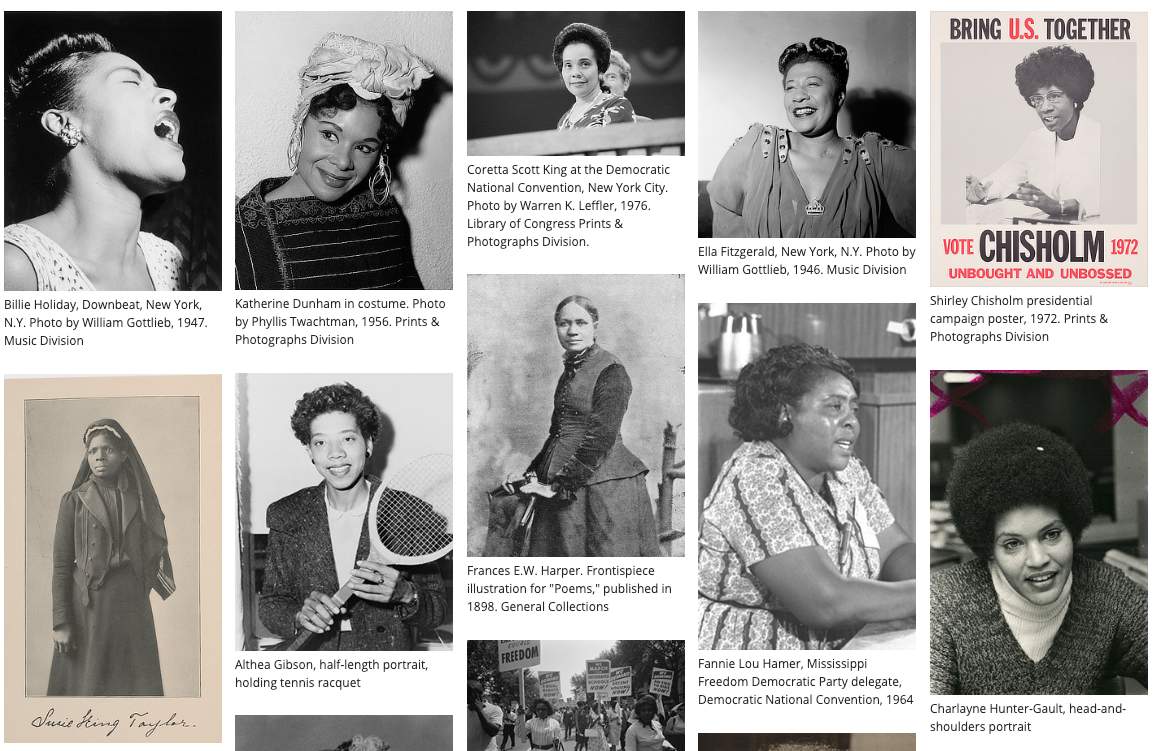 Billie Holiday, Downbeat, New York,
N.Y. Photo by William Gottlieb, 1947.
Music Division
Susie King Taylor.
Katherine Dunham in costume. Photo
by Phyllis Twachtman, 1956. Prints &
Photographs Division
Althea Gibson, half-length portrait,
holding tennis racquet
Coretta Scott King at the Democratic
National Convention, New York City.
Photo by Warren K. Leffler, 1976.
Library of Congress Prints &
Photographs Division.
Frances E.W. Harper. Frontispiece
illustration for "Poems," published in
1898. General Collections
FREEDOM
Ella Fitzgerald, New York, N.Y. Photo by
William Gottlieb, 1946. Music Division
Fannie Lou Hamer, Mississippi
Freedom Democratic Party delegate,
Democratic National Convention, 1964
BRING U.S. TOGETHER
VOTE CHISHOLM 1972
UNBOUGHT AND UNBOSSED
Shirley Chisholm presidential
campaign poster, 1972. Prints &
Photographs Division
Charlayne Hunter-Gault, head-and-
shoulders portrait